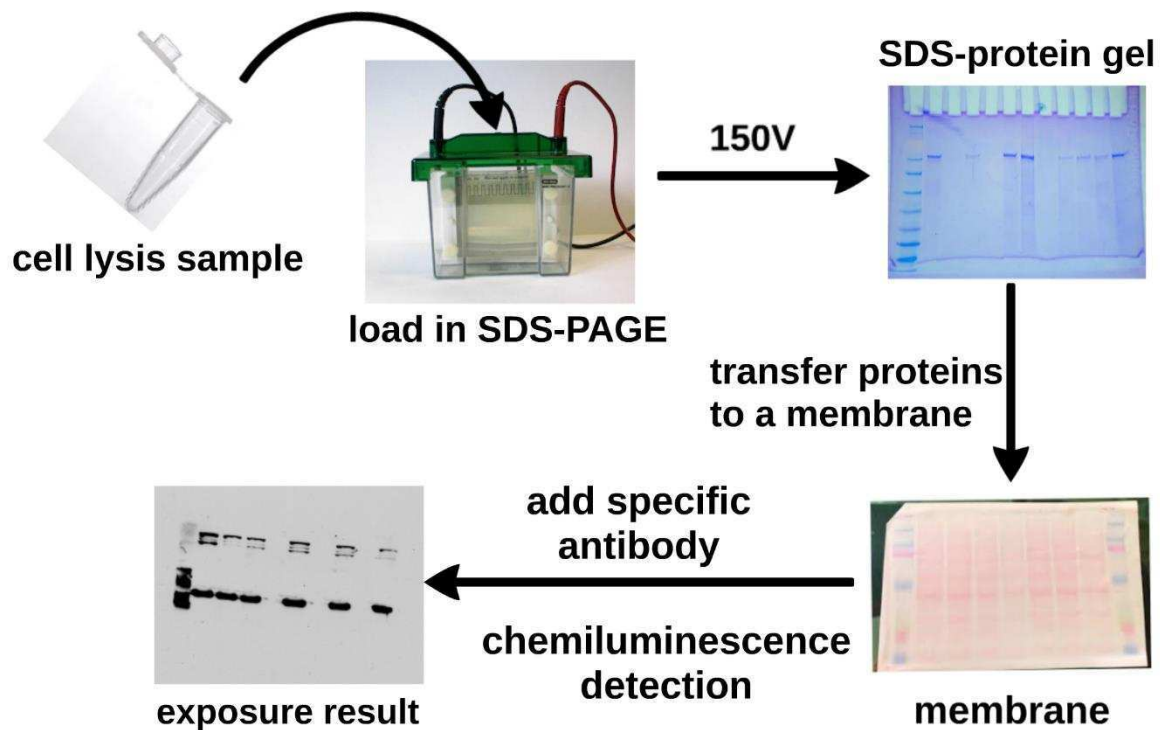 cell lysis sample
load in SDS-PAGE
150V
SDS-protein gel
transfer proteins
to a membrane
membrane
add specific
antibody
chemiluminescence
detection
exposure result